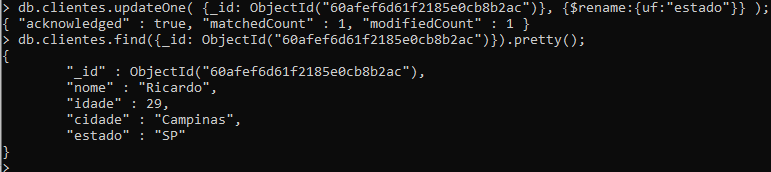 > db.clientes.updateOne( {_id: ObjectId("60afef6d61f2185e0cb8b2ac")}, {$rename:{uf:"estado"}} );
{ "acknowledged" : true, "matchedCount" : 1, "modifiedCount" : 1 }
> db.clientes.find({_id: ObjectId("60afef6d61f2185e0cb8b2ac")}).pretty();
{
        "_id" : ObjectId("60afef6d61f2185e0cb8b2ac"),
        "nome" : "Ricardo",
        "idade" : 29,
        "cidade" : "Campinas",
        "estado" : "SP"
}
>